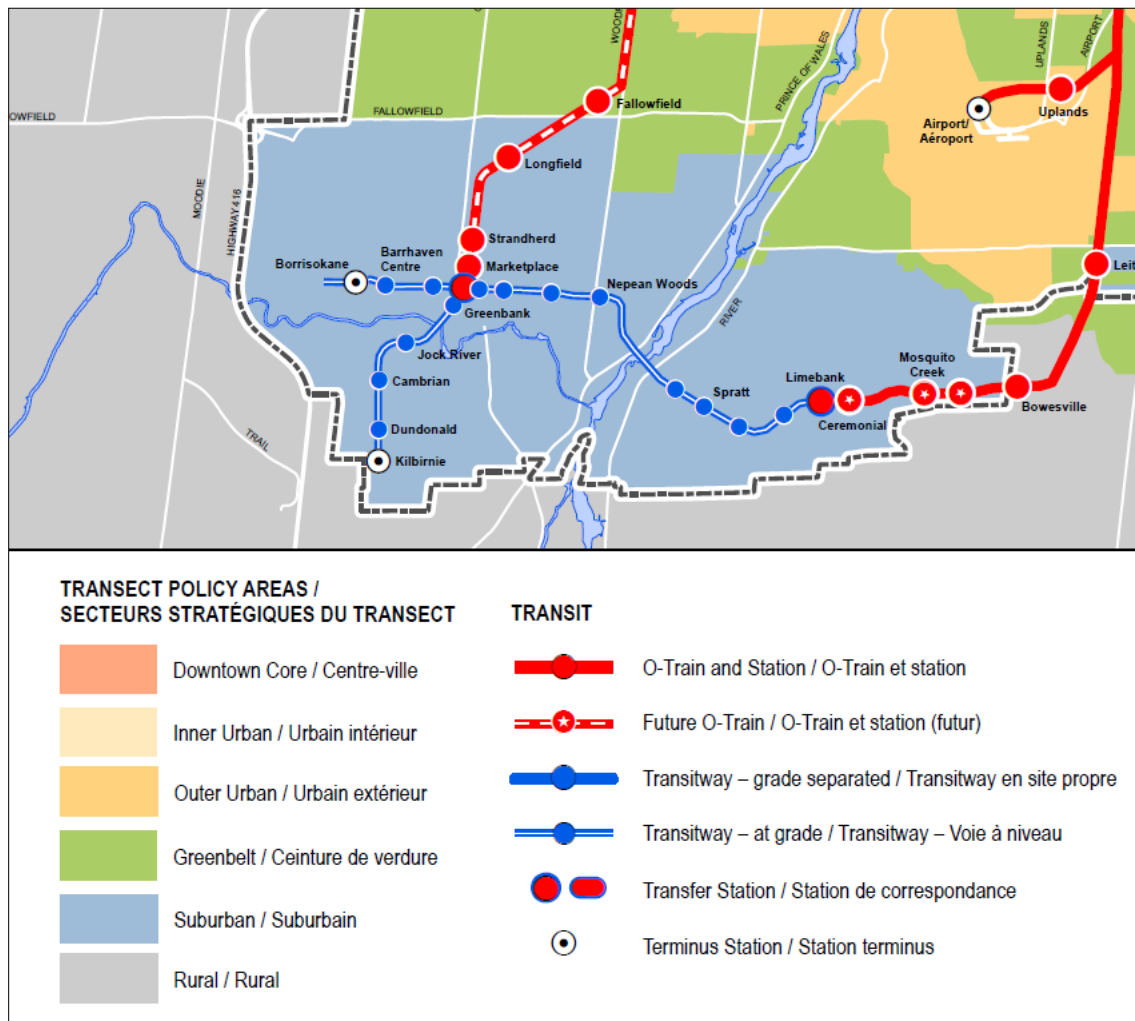 WOOD
PRINCE OF WALES
UPLANDS
AIRPORT
OWFIELD
FALLOWFIELD
Fallowfield
Uplands
Airport/
Aéroport
Longfield
MOODIE
HIGHWAY 416
Strandherd
Barrhaven
Centre
Borrisokane
Marketplace
Leit
Nepean Woods
Greenbank
RIVER
Jock River
Limebank
Mosquito
Creek
Cambrian
Spratt
Bowesville
Ceremonial
Dundonald
TRAIL
Kilbirnie
TRANSECT POLICY AREAS /
SECTEURS STRATÉGIQUES DU TRANSECT
Downtown Core / Centre-ville
Inner Urban / Urbain intérieur
Outer Urban / Urbain extérieur
Greenbelt / Ceinture de verdure
Suburban / Suburbain
Rural / Rural
TRANSIT
O-Train and Station / O-Train et station
Future O-Train / O-Train et station (futur)
Transitway – grade separated / Transitway en site propre
Transitway – at grade / Transitway – Voie à niveau
Transfer Station / Station de correspondance
Terminus Station / Station terminus